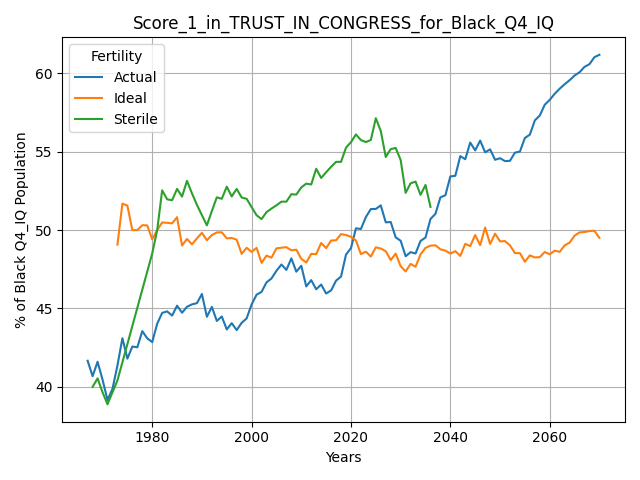 Score_1_in_TRUST_IN_CONGRESS_for_Black_Q4_IQ
Fertility
Actual
Ideal
Sterile
% of Black Q4_IQ Population
60
55
50
45
40
1980
2000
2020
2040
2060
Years